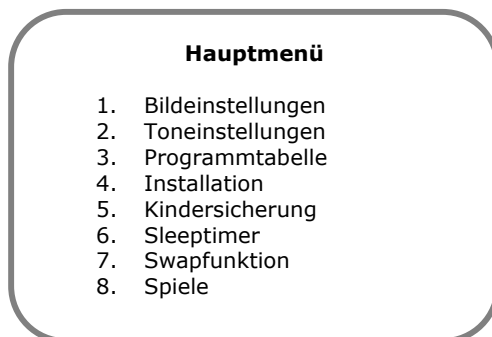 Hauptmenü
1. Bildeinstellungen
2. Toneinstellungen
3. Programmtabelle
4. Installation
5. Kindersicherung
6. Sleeptimer
7. Swapfunktion
8. Spiele